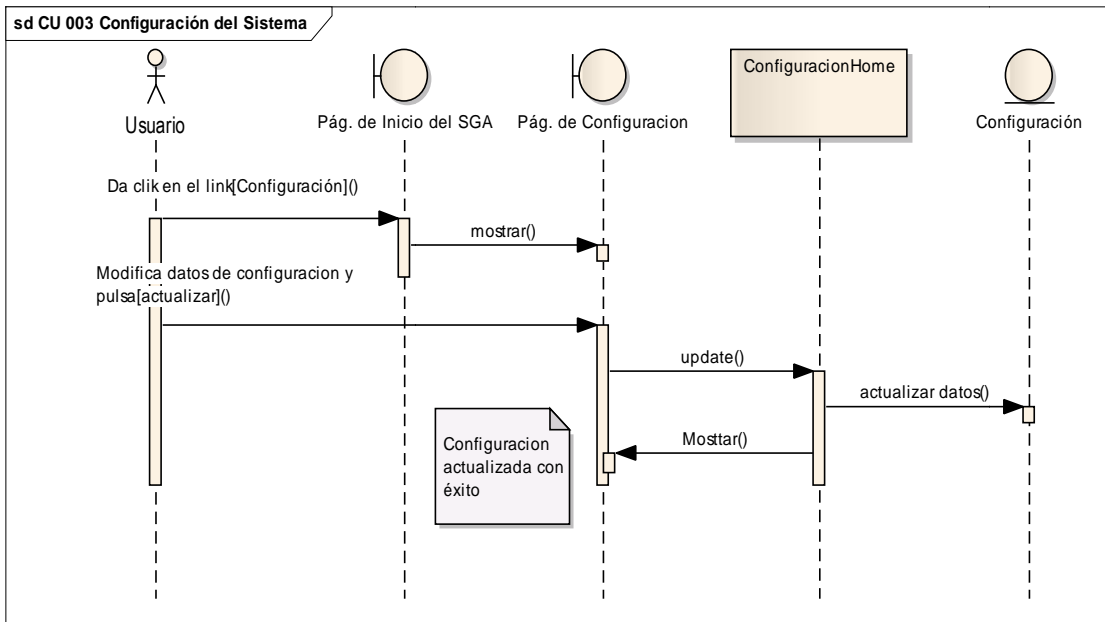 sd CU 003 Configuración del Sistema
Usuario
Pág. de Inicio del SGA
Pág. de Configuracion
ConfiguracionHome
Configuración
Da clik en el link[Configuración]()
mostrar()
Modifica datos de configuracion y
pulsa[actualizar]()
update()
actualizar datos()
Mosttar()
Configuracion
actualizada con
éxito